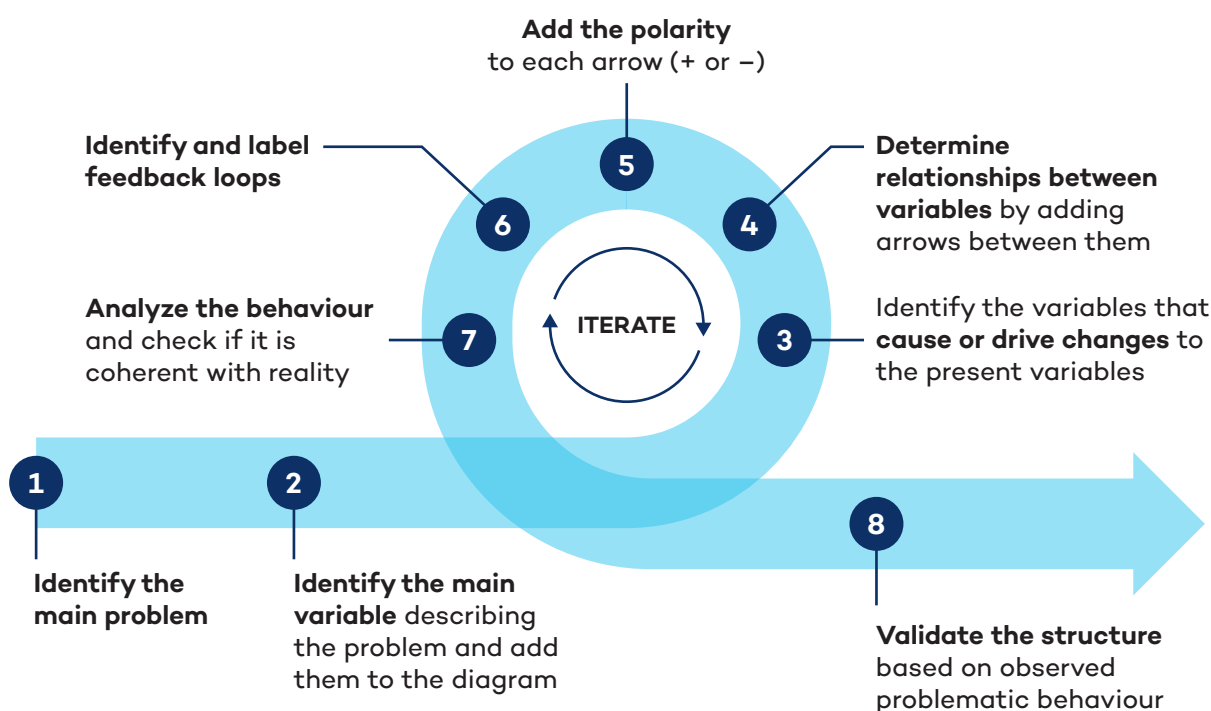 Add the polarity
to each arrow (+ or –)
5
Identify and label
feedback loops
6
Determine
relationships between
variables by adding
arrows between them
4
Analyze the behaviour
and check if it is
coherent with reality
7
ITERATE
3
Identify the variables that
cause or drive changes to
the present variables
1
Identify the
main problem
2
Identify the main
variable describing
the problem and add
them to the diagram
8
Validate the structure
based on observed
problematic behaviour